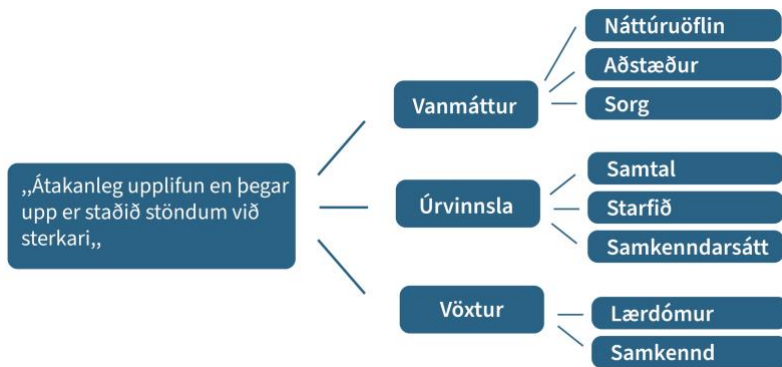 ,,Átakanleg upplifun en þegar
upp er staðið stöndum við
sterkari,,
Vanmáttur
Náttúruöflin
Aðstæður
Sorg
Úrvinnsla
Samtal
Starfið
Samkenndarsátt
Vöxtur
Lærdómur
Samkennd